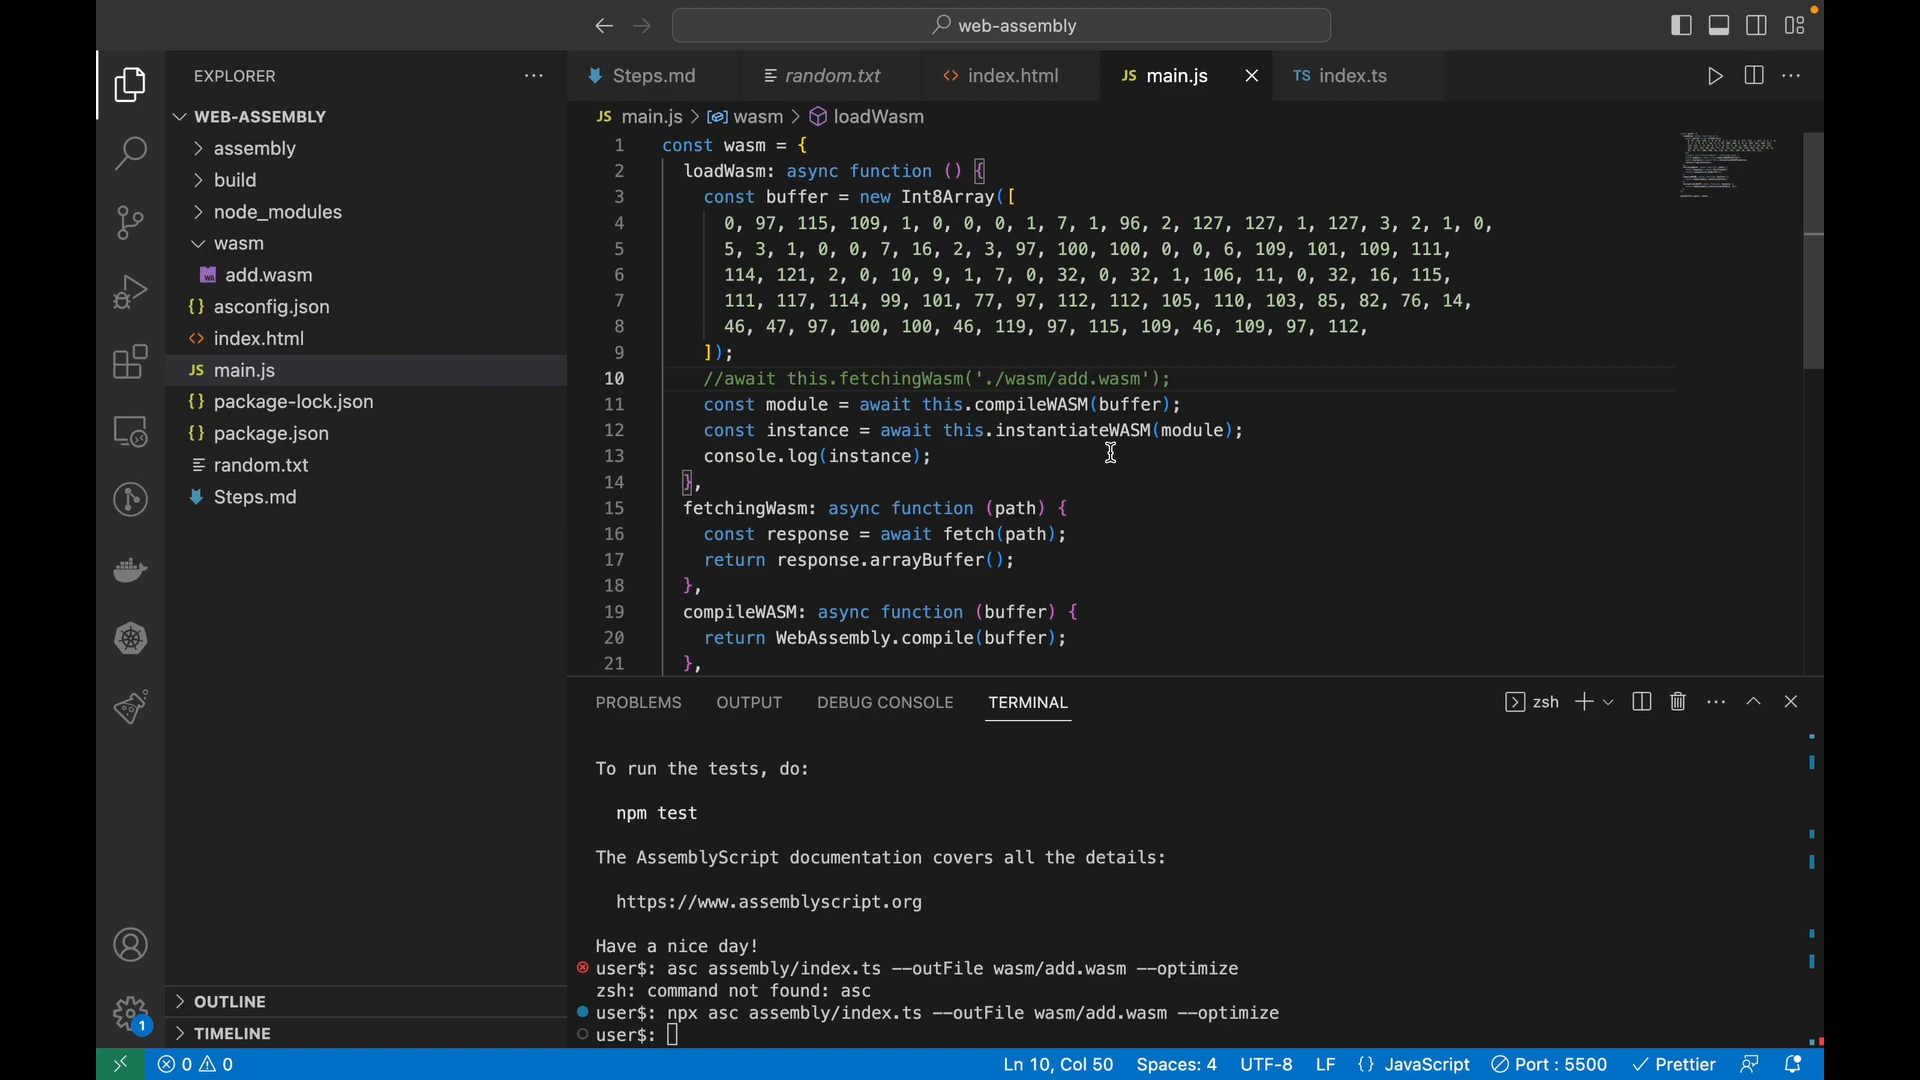 web-assembly
EXPLORER
WEB-ASSEMBLY
assembly
build
node_modules
wasm
add.wasm
asconfig.json
index.html
JS main.js
package-lock.json
package.json
random.txt
Steps.md
OUTLINE
TIMELINE
Steps.md random.txt index.html JS main.js TS index.ts
JS main.js > wasm > loadWasm
1 const wasm = {
2 loadWasm: async function () {
3 const buffer = new Int8Array([
4 0, 97, 115, 109, 1, 0, 0, 0, 1, 7, 1, 96, 2, 127, 127, 1, 127, 3, 2, 1, 0,
5 5, 3, 1, 0, 0, 7, 16, 2, 3, 97, 100, 100, 0, 0, 6, 109, 101, 109, 111,
6 114, 121, 2, 0, 10, 9, 1, 7, 0, 32, 0, 32, 1, 106, 11, 0, 32, 16, 115,
7 111, 117, 114, 99, 101, 77, 97, 112, 112, 105, 110, 103, 85, 82, 76, 14,
8 46, 47, 97, 100, 100, 46, 119, 97, 115, 109, 46, 109, 97, 112,
9 ]);
10 //await this.fetchingWasm('./wasm/add.wasm');
11 const module = await this.compileWASM(buffer);
12 const instance = await this.instantiateWASM(module);
13 console.log(instance);
14 },
15 fetchingWasm: async function (path) {
16 const response = await fetch(path);
17 return response.arrayBuffer();
18 },
19 compileWASM: async function (buffer) {
20 return WebAssembly.compile(buffer);
21 },
PROBLEMS OUTPUT DEBUG CONSOLE TERMINAL zsh
To run the tests, do:
npm test
The AssemblyScript documentation covers all the details:
https://www.assemblyscript.org
Have a nice day!
user$: asc assembly/index.ts --outFile wasm/add.wasm --optimize
zsh: command not found: asc
user$: npx asc assembly/index.ts --outFile wasm/add.wasm --optimize
user$:
1
0 0 Ln 10, Col 50 Spaces: 4 UTF-8 LF {} JavaScript Port : 5500 Prettier